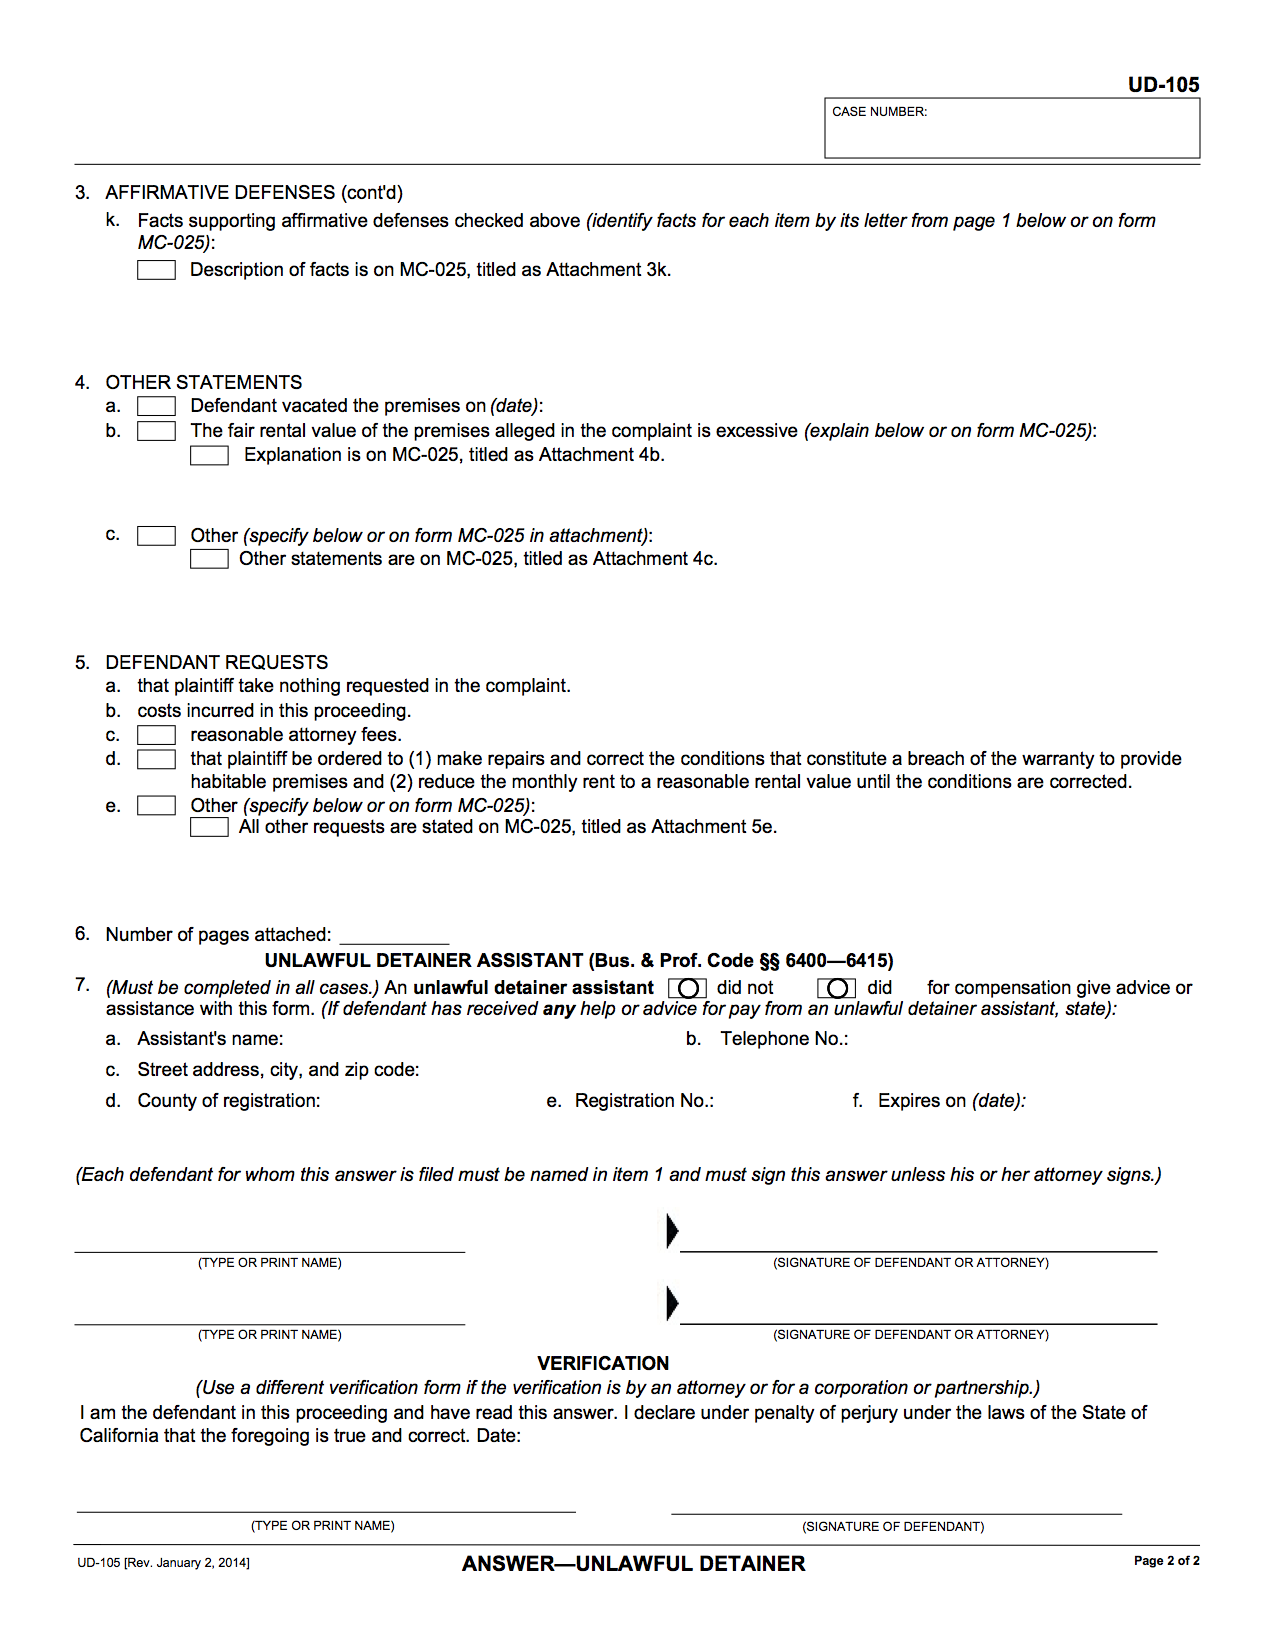 UD-105
CASE NUMBER:
3. AFFIRMATIVE DEFENSES (cont'd)
k. Facts supporting affirmative defenses checked above (identify facts for each item by its letter from page 1 below or on form
MC-025):
Description of facts is on MC-025, titled as Attachment 3k.
4. OTHER STATEMENTS
a. Defendant vacated the premises on (date):
b. The fair rental value of the premises alleged in the complaint is excessive (explain below or on form MC-025):
Explanation is on MC-025, titled as Attachment 4b.
c. Other (specify below or on form MC-025 in attachment):
Other statements are on MC-025, titled as Attachment 4c.
5. DEFENDANT REQUESTS
a. that plaintiff take nothing requested in the complaint.
b. costs incurred in this proceeding.
c. reasonable attorney fees.
d. that plaintiff be ordered to (1) make repairs and correct the conditions that constitute a breach of the warranty to provide
habitable premises and (2) reduce the monthly rent to a reasonable rental value until the conditions are corrected.
e. Other (specify below or on form MC-025):
All other requests are stated on MC-025, titled as Attachment 5e.
6. Number of pages attached:
UNLAWFUL DETAINER ASSISTANT (Bus. & Prof. Code §§ 6400—6415)
7. (Must be completed in all cases.) An unlawful detainer assistant did not did for compensation give advice or
assistance with this form. (If defendant has received any help or advice for pay from an unlawful detainer assistant, state):
a. Assistant's name: b. Telephone No.:
c. Street address, city, and zip code:
d. County of registration: e. Registration No.: f. Expires on (date):
(Each defendant for whom this answer is filed must be named in item 1 and must sign this answer unless his or her attorney signs.)
(TYPE OR PRINT NAME) (SIGNATURE OF DEFENDANT OR ATTORNEY)
(TYPE OR PRINT NAME) (SIGNATURE OF DEFENDANT OR ATTORNEY)
VERIFICATION
(Use a different verification form if the verification is by an attorney or for a corporation or partnership.)
I am the defendant in this proceeding and have read this answer. I declare under penalty of perjury under the laws of the State of
California that the foregoing is true and correct. Date:
(TYPE OR PRINT NAME) (SIGNATURE OF DEFENDANT)
UD-105 [Rev. January 2, 2014] ANSWER—UNLAWFUL DETAINER Page 2 of 2